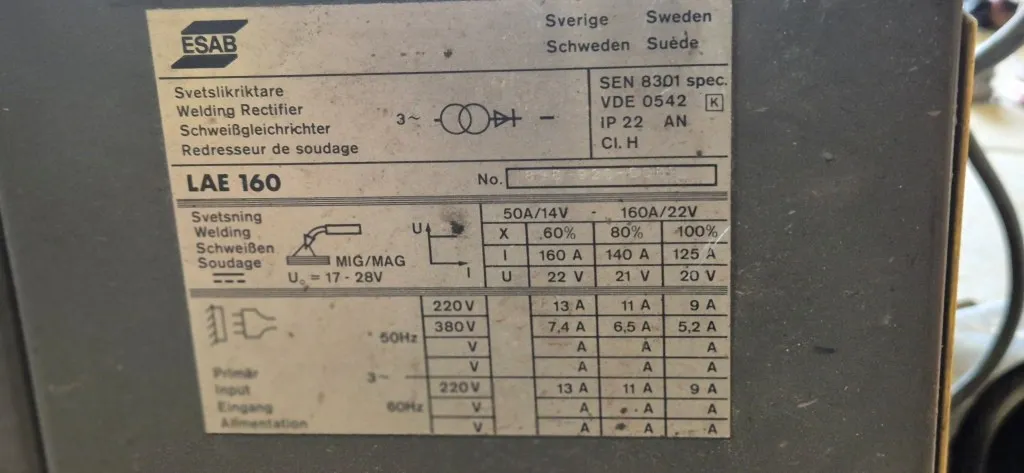 ESAB
Sverige Sweden
Schweden Suède
Svetslikriktare
Welding Rectifier
Schweißgleichrichter
Redresseur de soudage
3~ —
SEN 8301 spec.
VDE 0542 K
IP 22 AN
Cl. H
LAE 160
No.
Svetsning
Welding
Schweißen
Soudage
MIG/MAG
U₀ = 17 - 28V
U
I
50A/14V - 160A/22V
X 60% 80% 100%
I 160 A 140 A 125 A
U 22 V 21 V 20 V
Primär
Input
Eingang
Alimentation
3~
50Hz
220V 13 A 11 A 9 A
380V 7,4 A 6,5 A 5,2 A
V A A A
V A A A
60Hz
220V 13 A 11 A 9 A
V A A A
V A A A